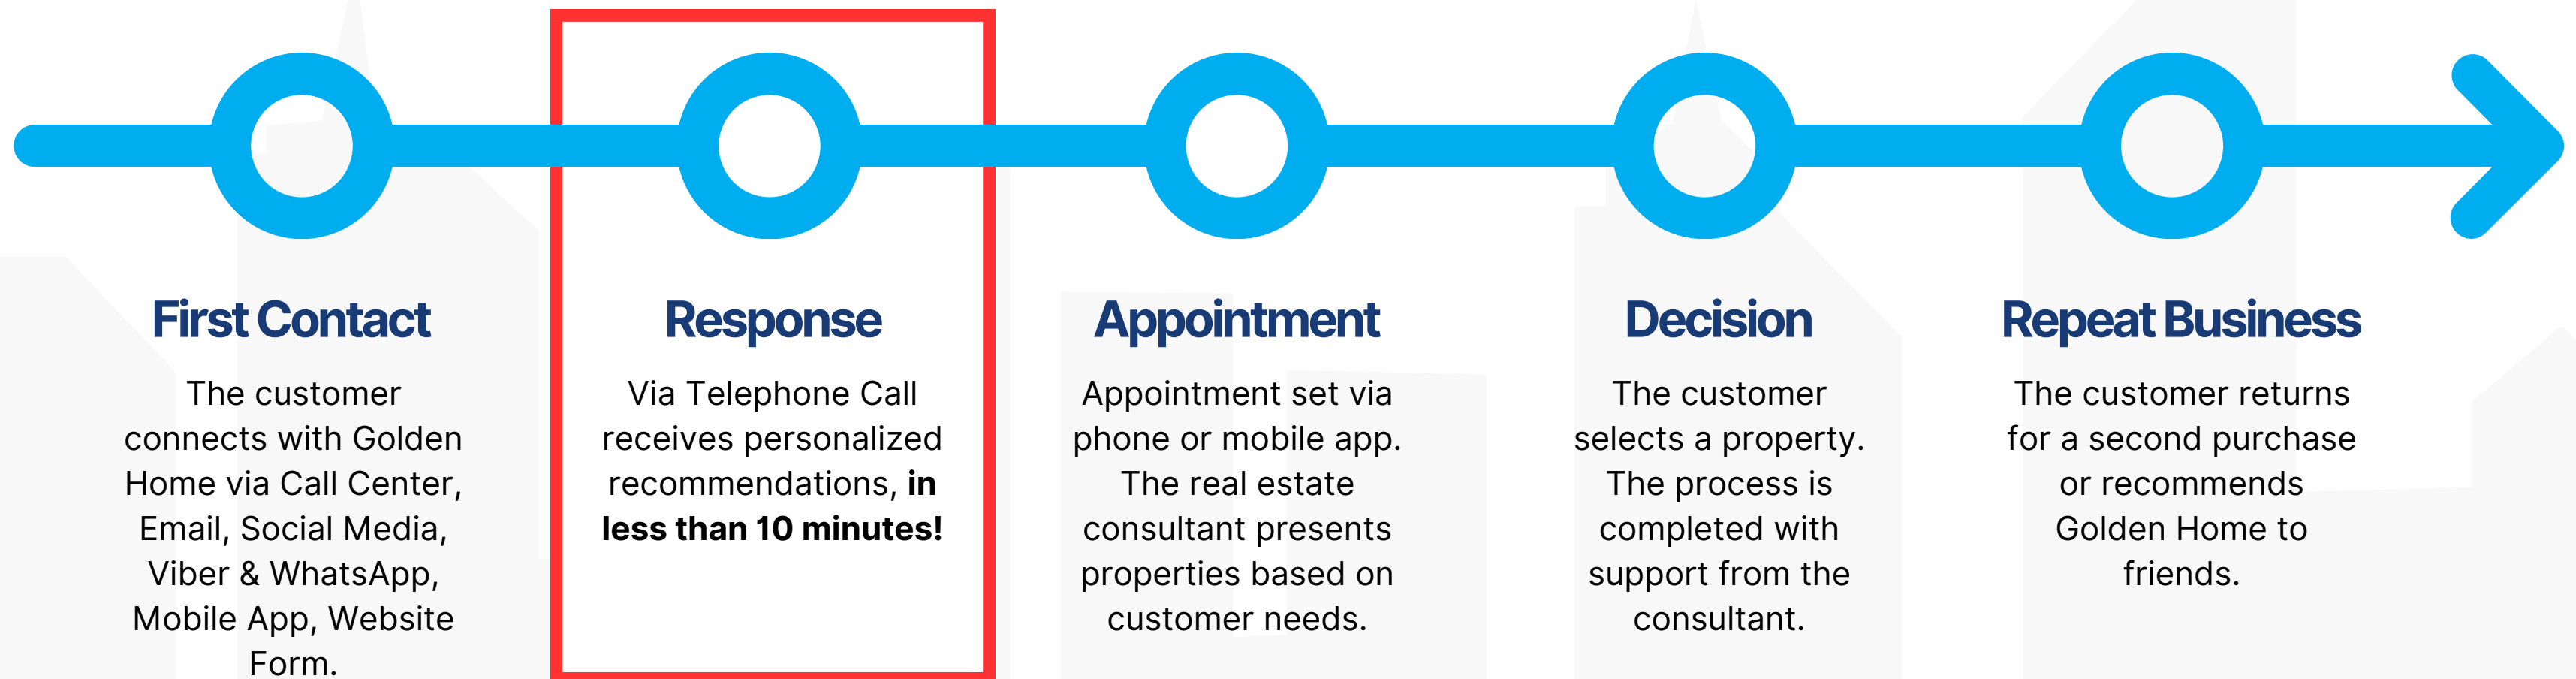 First Contact
The customer
connects with Golden
Home via Call Center,
Email, Social Media,
Viber & WhatsApp,
Mobile App, Website
Form.
Response
Via Telephone Call
receives personalized
recommendations, in
less than 10 minutes!
Appointment
Appointment set via
phone or mobile app.
The real estate
consultant presents
properties based on
customer needs.
Decision
The customer
selects a property.
The process is
completed with
support from the
consultant.
Repeat Business
The customer returns
for a second purchase
or recommends
Golden Home to
friends.